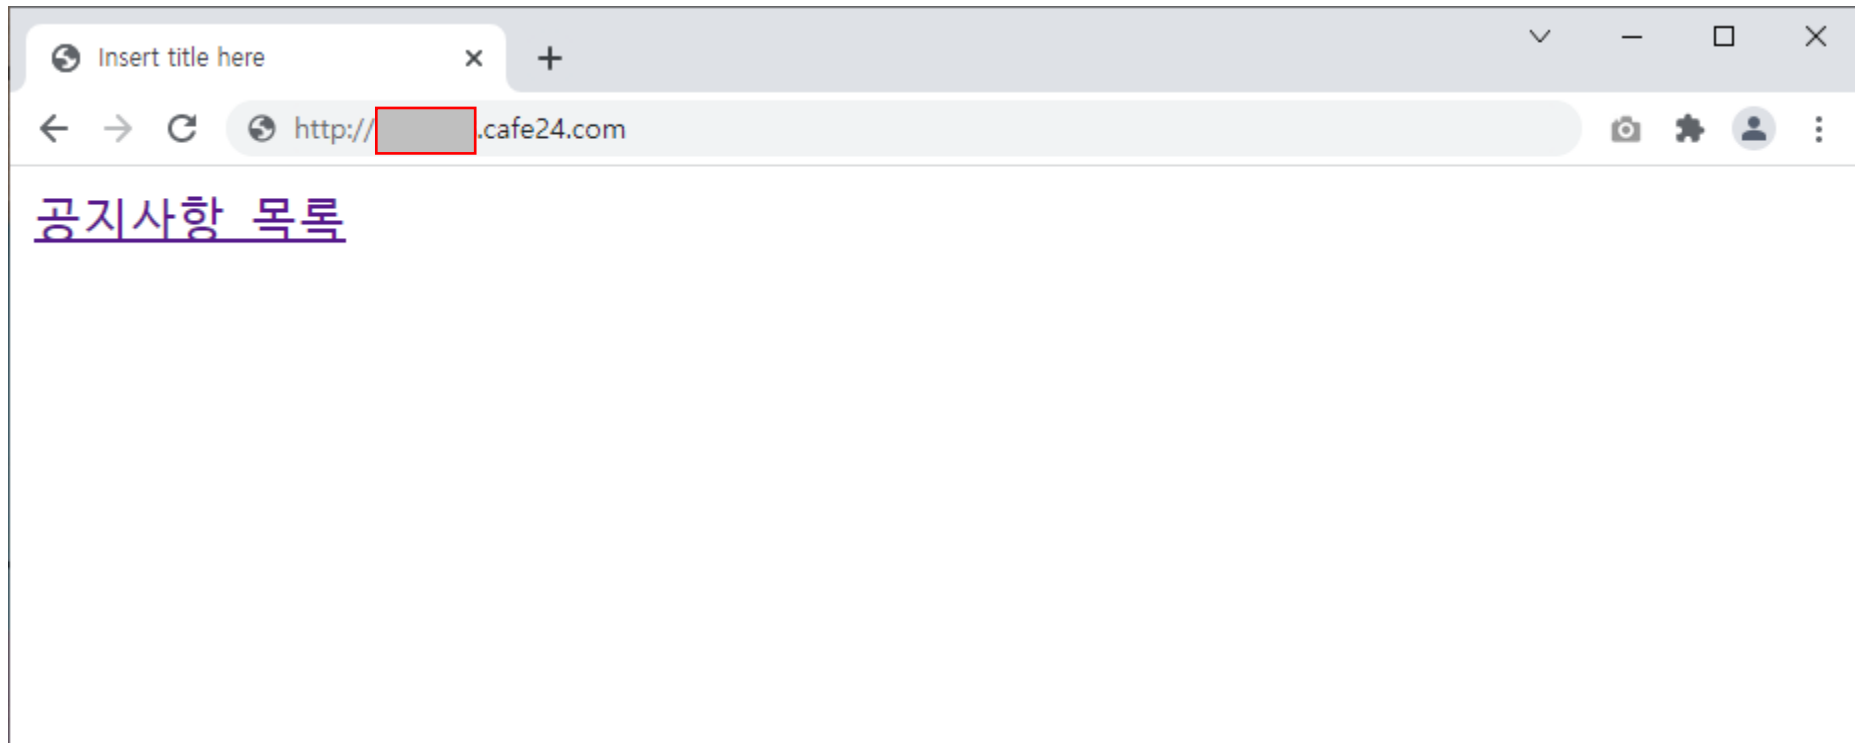 Insert title here
http:// .cafe24.com
공지사항 목록